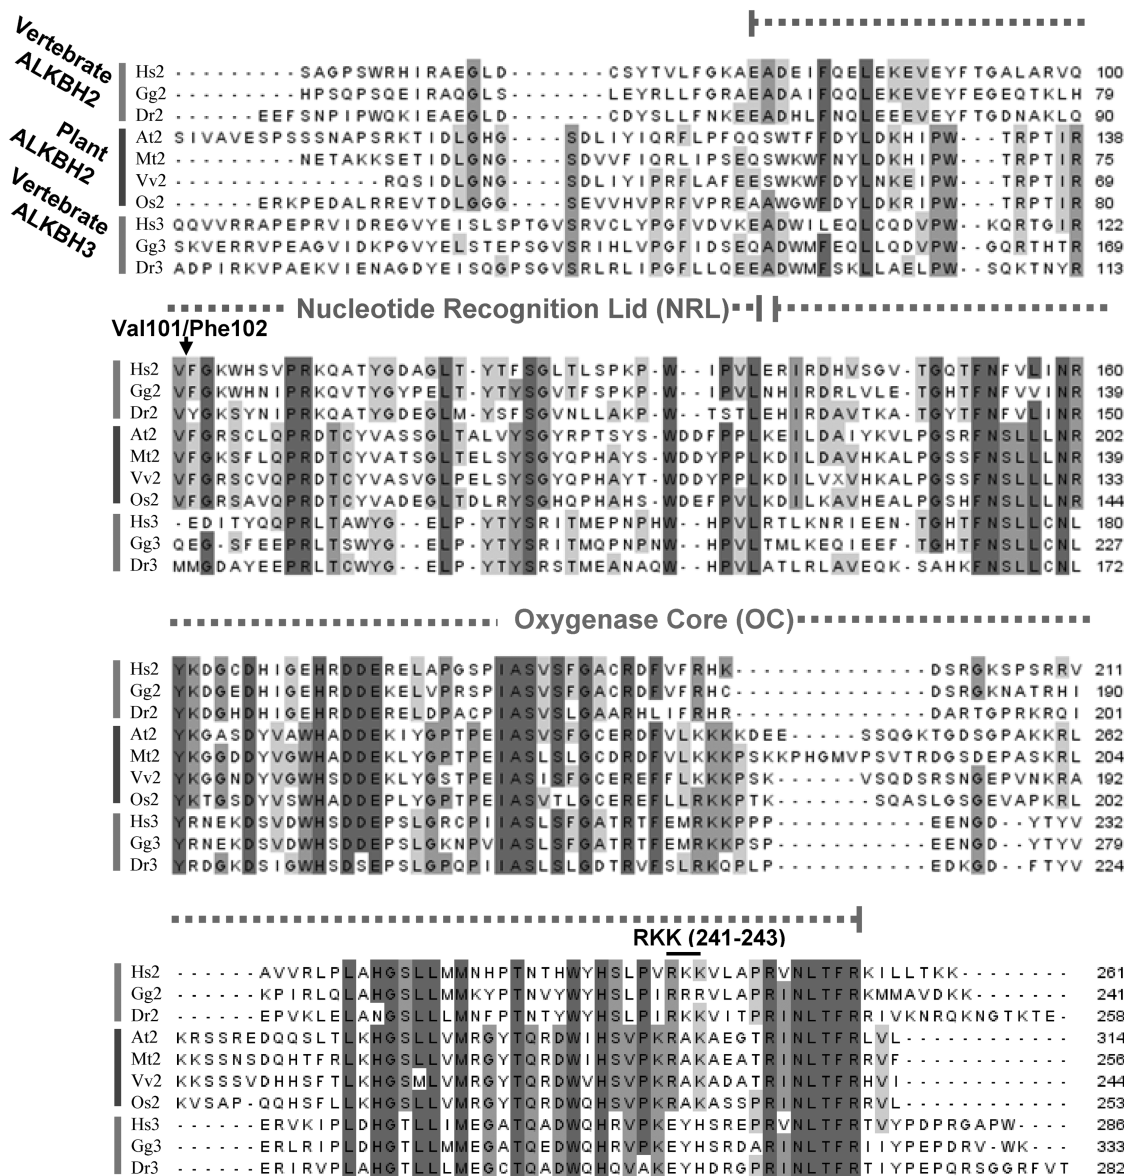 Vertebrate ALKBH2
Plant ALKBH2
Vertebrate ALKBH3
Hs2 ---------SAGPSWRHIRAEGLD-------CSYTVLFGKAEADEIFQELEKEVEYFTGALARVQ 100
Gg2 ---------HPSQPSQEIRAQGLS-------LEYRLLFGRAEADAIFQQLEKEVEYFEGEQTKLH 79
Dr2 ------EEFSNPIPWQKIEAEGLD-------CDYSLLFNKEEADHLFNQLEEEVEYFTGDNAKLQ 90
At2 SIVAVESPSSSNAPSRKTIDLGHG----SDLIYIQRFLPFQQSWTFFDYLDKHIPW---TRPTIR 138
Mt2 ---------NETAKKSETIDLGNG----SDVVFIQRLIPSEQSWKWFNYLDKHIPW---TRPTIR 75
Vv2 ---------------RQSIDLGNG----SDLIYIPRFLAFEESWKWFDYLNKEIPW---TRPTIR 69
Os2 ------ERKPEDALRREVTDLGGG----SEVVHVPRFVPREAAWGWFDYLDKRIPW---TRPTIR 80
Hs3 QQVVRRAPEPRVIDREGVYEISLSPTGVSRVCLYPGFVDVKEADWILEQLCQDVPW--KQRTGIR 122
Gg3 SKVERRPEAGVIDKPGVYELSTEPSGVSRIHLVPGFIDSEQADWMFEQLLQDVPW--GQRTHTR 169
Dr3 ADPIRKVPAEKVIENAGDYEISQGPSGVSRLRLIPGFLLQEEADWMFSKLLAELPW--SQKTNYR 113
Nucleotide Recognition Lid (NRL)
Val101/Phe102
Hs2 VFGKWHSVPRKQATYGDAGLT-YTFSGLTLSPKP-W--IPVLERIRDHVSGV-TGQTFNFVLINR 160
Gg2 VFGKWHNIPRKQVTYGYPELT-YTYSGVTFSPKP-W--IPVLNHIRDRLVLE-TGHTFNFVVINR 139
Dr2 VYGKSYNIPRKQATYGDEGLM-YSFSGVNLLAKP-W--TSTLEHIRDAVTKA-TGYTFNFVLINR 150
At2 VFGRSCLQPRDTCYVASSGLTALVYSGYRPTSYS-WDDFPPLKEILDAIYKVLPGSRFNSLLLNR 202
Mt2 VFGKSFLQPRDTCYVATSGLTELSYSGYQPHAYS-WDDYPPLKDILDAVHKALPGSSFNSLLLNR 139
Vv2 VFGRSCVQPRDTCYVASVGLTQLVYSGYQPHAYT-WDDYPPLKDILVXVHKALPGSSFNSLLLNR 133
Os2 VFGRSAVQPRDTCYVADEGLTDLRYSGHQPHAHS-WDEFPVLKDILKAVHEALPGSHFNSLLLNR 144
Hs3 -EDITYQQPRLTAWYG--ELP-YTYSRITMEPNPHW--HPVLRTLKNRIEEN-TGHTFNSLLCNL 180
Gg3 QEG-SFEEPRLTSWYG--ELP-YTYSRITMQPNPNW--HPVLTMLKEQIEEF-TGHTFNSLLCNL 227
Dr3 MMGDAYEEPRLTCWYG--ELP-YTYSRSTMEANAQW--HPVLATLRLAVEQK-SAHKFNSLLCNL 172
Oxygenase Core (OC)
Hs2 YKDGCDHIGEHRDDERELAPGSPIASVSFGACRDFVFRHK--------------DSRGKSPSRRV 211
Gg2 YKDGEDHIGEHRDDEKELVPRSPIASVSFGACRDFVFRHC--------------DSRGKNATRHI 190
Dr2 YKDGHDHIGEHRDDERELDPACPIASVSLGAARHLIFRHR--------------DARTGPRKRQI 201
At2 YKGASDYVAWHADDEKIYGPTPEIASVSFGCERDFVLKKKKDEE------SSQGKTGDSGPAKKRL 262
Mt2 YKGGDDYVGWHADDEKLYGPTPEIASLSLGCDRDFVLKKKPSKKPHGMVPSVTRDGSDEPASKRL 204
Vv2 YKGGNDYVGWHADDEKLYGSTPEIASISFGCEREFFLKKKPSK-------VSQDSRSNGEPVNKRA 192
Os2 YKTGSDYVSWHADDEPLYGPTPEIASVTLGCEREFLLRKKPTK-------SQASLGSGEVAPKRL 202
Hs3 YRNEKDSVDWHSDDEPSLGRCPIIASLSFGATRTFEMRKKPPP-----------EENGD--YTYV 232
Gg3 YRNEKDSVDWHSDDEPSLGKNPVIASLSFGATRTFEMRKKPSP-----------EENGD--YTYV 279
Dr3 YRDGKDSIGWHSDSEPSLGPQPIIASLSLGDTRVFSLRKQPLP-----------EDKGD--FTYV 224
RKK (241-243)
Hs2 ------AVVRLPLAHGSLLMMNHPTNTHWYHSLPVRKKVLAPRVNLTFRKILLTKK-------- 261
Gg2 ------KPIRLQLAHGSLLMMKYPTNVYWYHSLPIRRRVLAPRINLTFRKMMAVDKK------- 241
Dr2 ------EPVKLELANGSLLMMNFPTNTYWYHSLPIRKKVITPRINLTFRRIVKNRQKNGTKTE- 258
At2 KRSSREDQQSLTLKHGSLLVMRGYTQRDWIHSVPKRAKAEGTRINLTFRLVL------------ 314
Mt2 KKSSNSDQHTFRLKHGSLLVMRGYTQRDWIHSVPKRAKAEATRINLTFRRVF------------ 256
Vv2 KKSSSVDHHSFTLKHGSMLVMRGYTQRDWVHSVPKRAKADATRINLTFRHVI------------ 244
Os2 KVSAP-QQHSFLLKHGSLLVMRGYTQRDWQHSVPKRAKASSPRINLTFRRVL------------ 253
Hs3 ------ERVKIPLDHGTLLIMEGATQADWQHRVPKEYHSREPRVNLTFRTVYPDPRGAPW---- 286
Gg3 ------ERLRIPLDHGTLLMMEGATQEDWQHRVPKEYHSRDARINLTFRIIYPEPDRV-WK--- 333
Dr3 ------ERIRVPLAHGTLLLMEGCTQADWQHQVAKEYHDRGPRINLTFRTIYPEPQRSGGRFVT 282